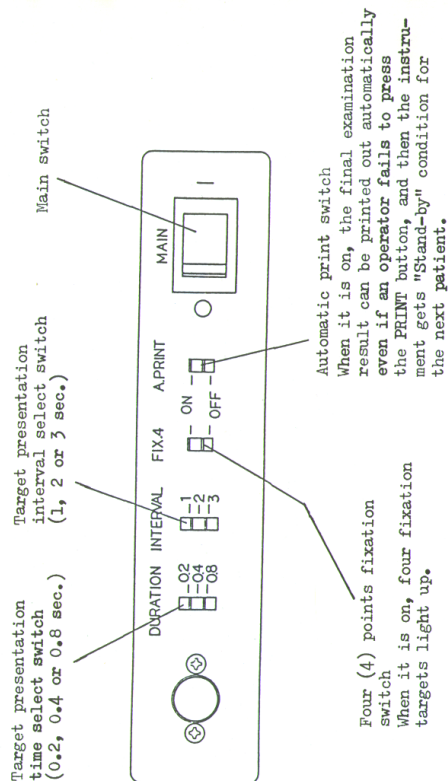 Target presentation
time select switch
(0.2, 0.4 or 0.8 sec.)
Target presentation
interval select switch
(1, 2 or 3 sec.)
Main switch
DURATION
INTERVAL
FIX.4
A.PRINT
MAIN
0.2
0.4
0.8
1
2
3
ON
OFF
Four (4) points fixation
switch
When it is on, four fixation
targets light up.
Automatic print switch
When it is on, the final examination
result can be printed out automatically
even if an operator fails to press
the PRINT button, and then the instru-
ment gets "Stand-by" condition for
the next patient.